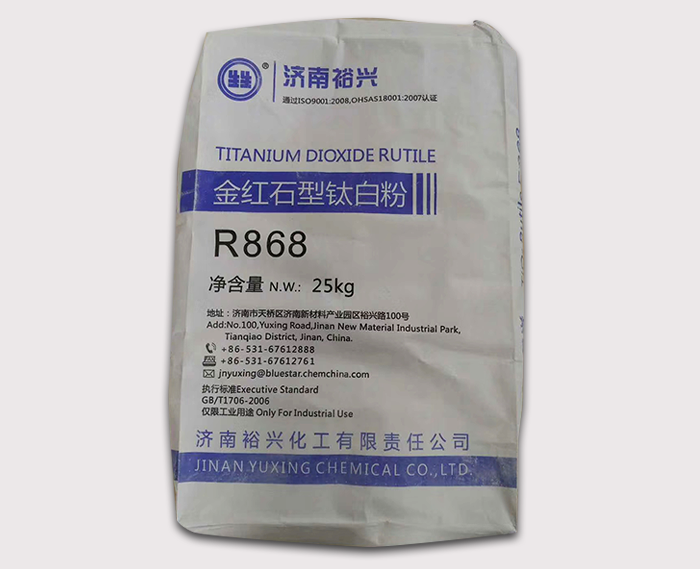 ® 济南裕兴
通过ISO9001:2008,OHSAS18001:2007认证
TITANIUM DIOXIDE RUTILE
金红石型钛白粉
R868
净含量 N.W.: 25kg
地址:济南市天桥区济南新材料产业园区裕兴路100号
Add:No.100,Yuxing Road,Jinan New Material Industrial Park,
Tianqiao District, Jinan, China.
+86-531-67612888
+86-531-67612761
jnyuxing@bluestar.chemchina.com
执行标准Executive Standard
GB/T1706-2006
仅限工业用途 Only For Industrial Use
济南裕兴化工有限责任公司
JINAN YUXING CHEMICAL CO.,LTD.